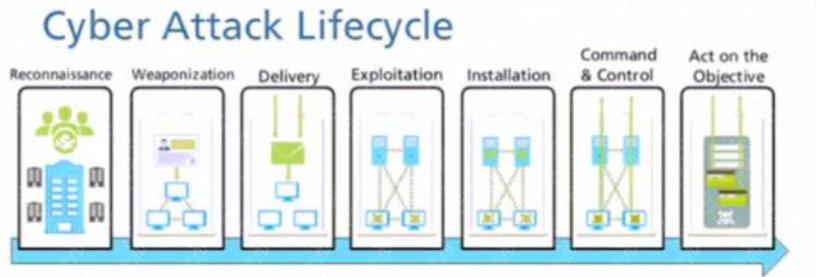 Cyber Attack Lifecycle
Reconnaissance
Weaponization
Delivery
Exploitation
Installation
Command
& Control
Act on the
Objective